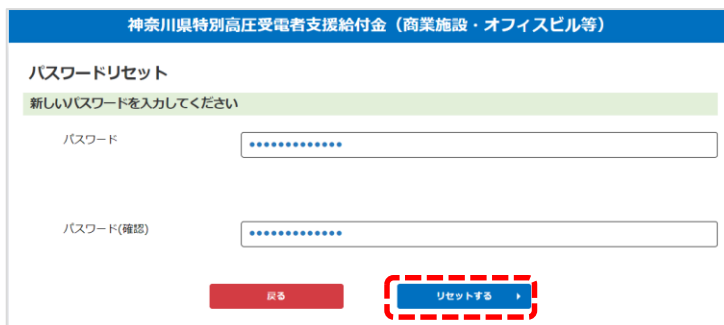 神奈川県特別高圧受電者支援給付金（商業施設・オフィスビル等）
パスワードリセット
新しいパスワードを入力してください
パスワード
•••••••••••••
パスワード(確認)
•••••••••••••
戻る
リセットする